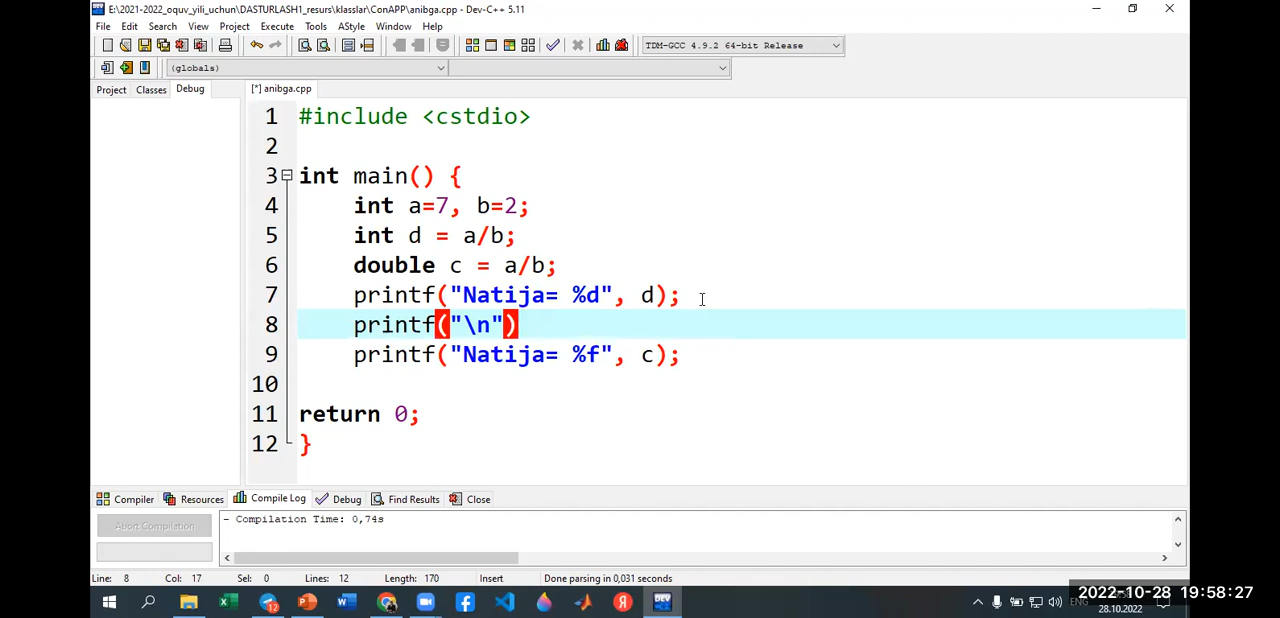 E:\2021-2022_oquv_yili_uchun\DASTURLASH1_resurs\klasslar\ConAPP\anibga.cpp - Dev-C++ 5.11
File Edit Search View Project Execute Tools AStyle Window Help
TDM-GCC 4.9.2 64-bit Release
(globals)
Project Classes Debug [*] anibga.cpp
1 #include <cstdio>
2
3 int main() {
4 int a=7, b=2;
5 int d = a/b;
6 double c = a/b;
7 printf("Natija= %d", d);
8 printf("\n")
9 printf("Natija= %f", c);
10
11 return 0;
12 }
Compiler Resources Compile Log Debug Find Results Close
Abort Compilation
- Compilation Time: 0,74s
Line: 8 Col: 17 Sel: 0 Lines: 12 Length: 170 Insert Done parsing in 0,031 seconds
12
DEV
ENG
2022-10-28 19:58:27
28.10.2022